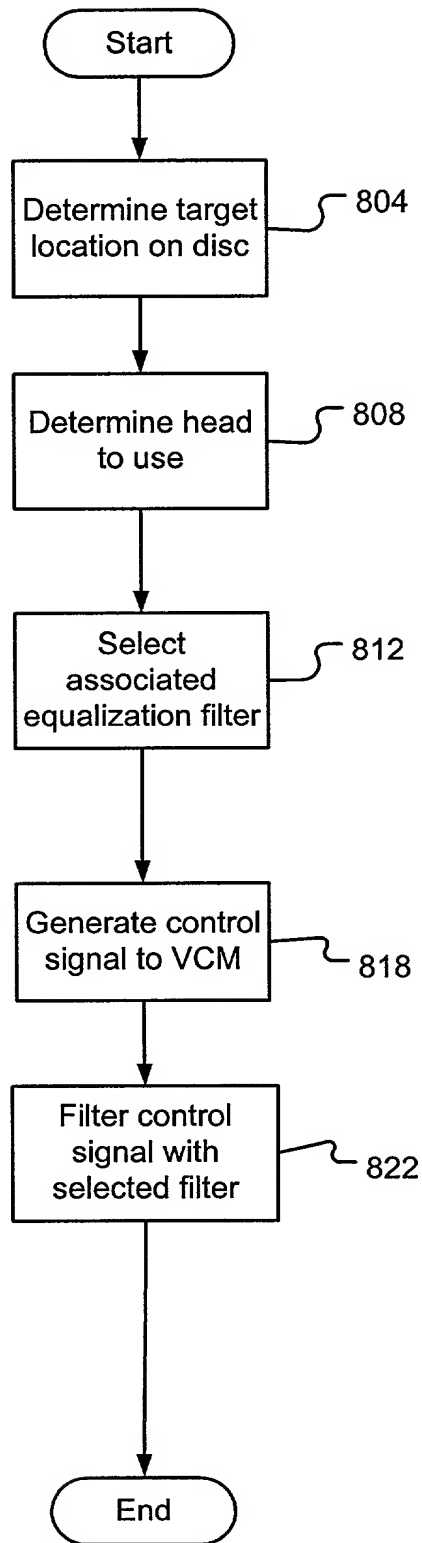 Start
Determine target
location on disc
804
Determine head
to use
808
Select
associated
equalization filter
812
Generate control
signal to VCM
818
Filter control
signal with
selected filter
822
End